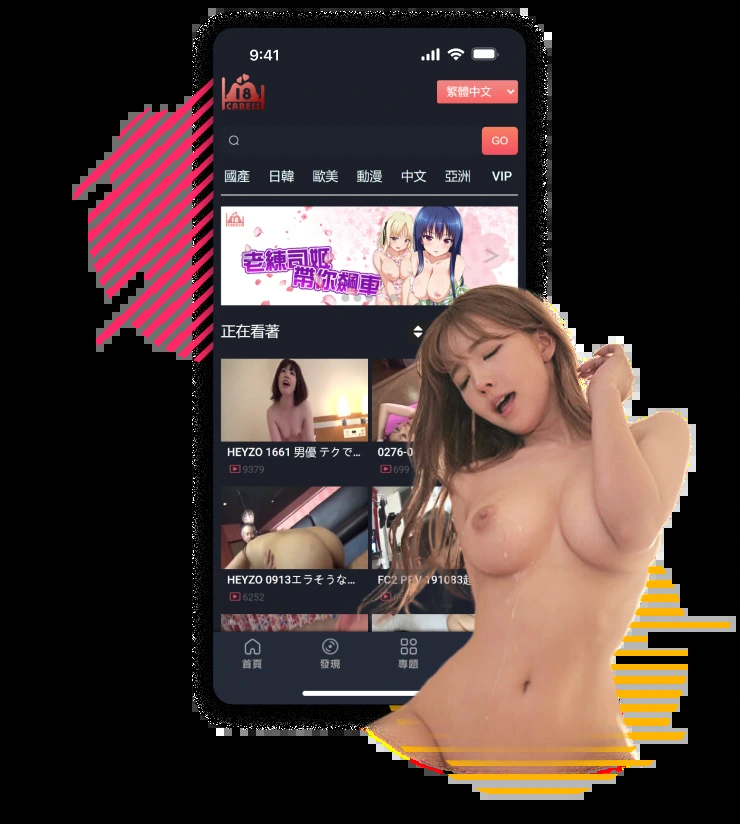 9:41
18
CARESS
繁體中文
GO
國產 日韓 歐美 動漫 中文 亞洲 VIP
老練司姬
帶你飆車
正在看著
HEYZO 1661 男優 テクで...
9379
0276-0
699
HEYZO 0913エラそうな...
6252
FC2 PPV 191083
首頁 發現 專題